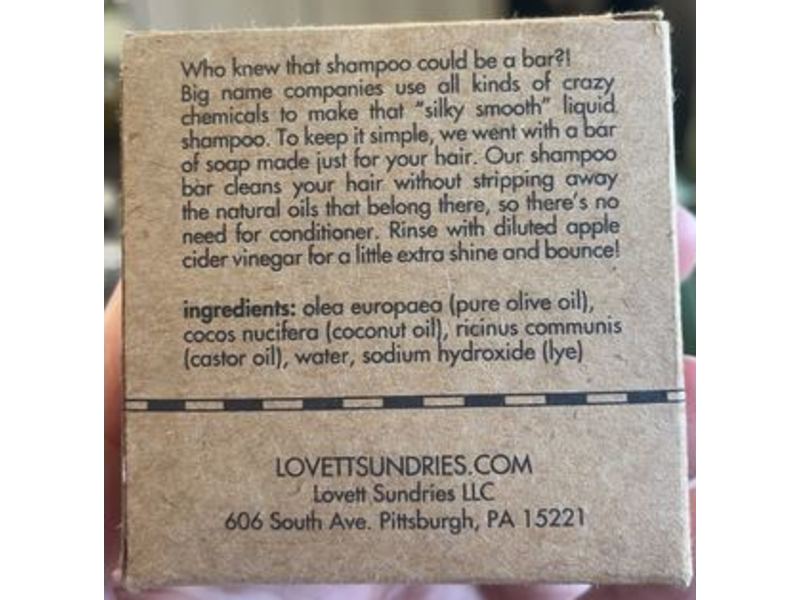 Who knew that shampoo could be a bar?!
Big name companies use all kinds of crazy
chemicals to make that "silky smooth" liquid
shampoo. To keep it simple, we went with a bar
of soap made just for your hair. Our shampoo
bar cleans your hair without stripping away
the natural oils that belong there, so there's no
need for conditioner. Rinse with diluted apple
cider vinegar for a little extra shine and bounce!
ingredients: olea europaea (pure olive oil),
cocos nucifera (coconut oil), ricinus communis
(castor oil), water, sodium hydroxide (lye)
LOVETTSUNDRIES.COM
Lovett Sundries LLC
606 South Ave. Pittsburgh, PA 15221